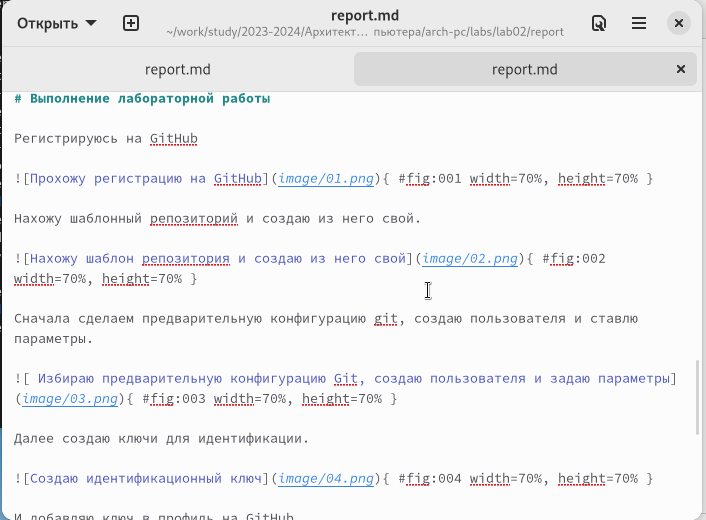 Открыть
report.md
~/work/study/2023-2024/Архитект… пьютера/arch-pc/labs/lab02/report
report.md
report.md
# Выполнение лабораторной работы
Регистрируюсь на GitHub
![Прохожу регистрацию на GitHub](image/01.png){ #fig:001 width=70%, height=70% }
Нахожу шаблонный репозиторий и создаю из него свой.
![Нахожу шаблон репозитория и создаю из него свой](image/02.png){ #fig:002
width=70%, height=70% }
Сначала сделаем предварительную конфигурацию git, создаю пользователя и ставлю
параметры.
![ Избираю предварительную конфигурацию Git, создаю пользователя и задаю параметры]
(image/03.png){ #fig:003 width=70%, height=70% }
Далее создаю ключи для идентификации.
![Создаю идентификационный ключ](image/04.png){ #fig:004 width=70%, height=70% }
И добавляю ключ в профиль на GitHub